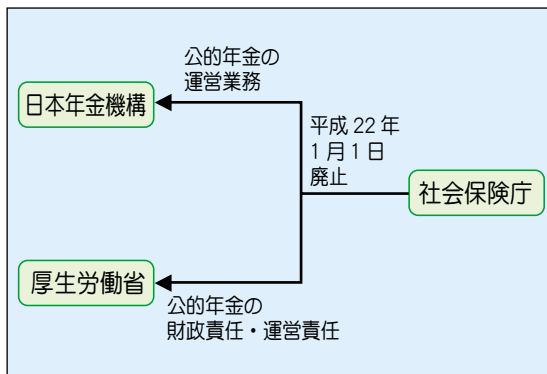 公的年金の
運営業務
日本年金機構
平成 22 年
1 月 1 日
廃止
社会保険庁
厚生労働省
公的年金の
財政責任・運営責任